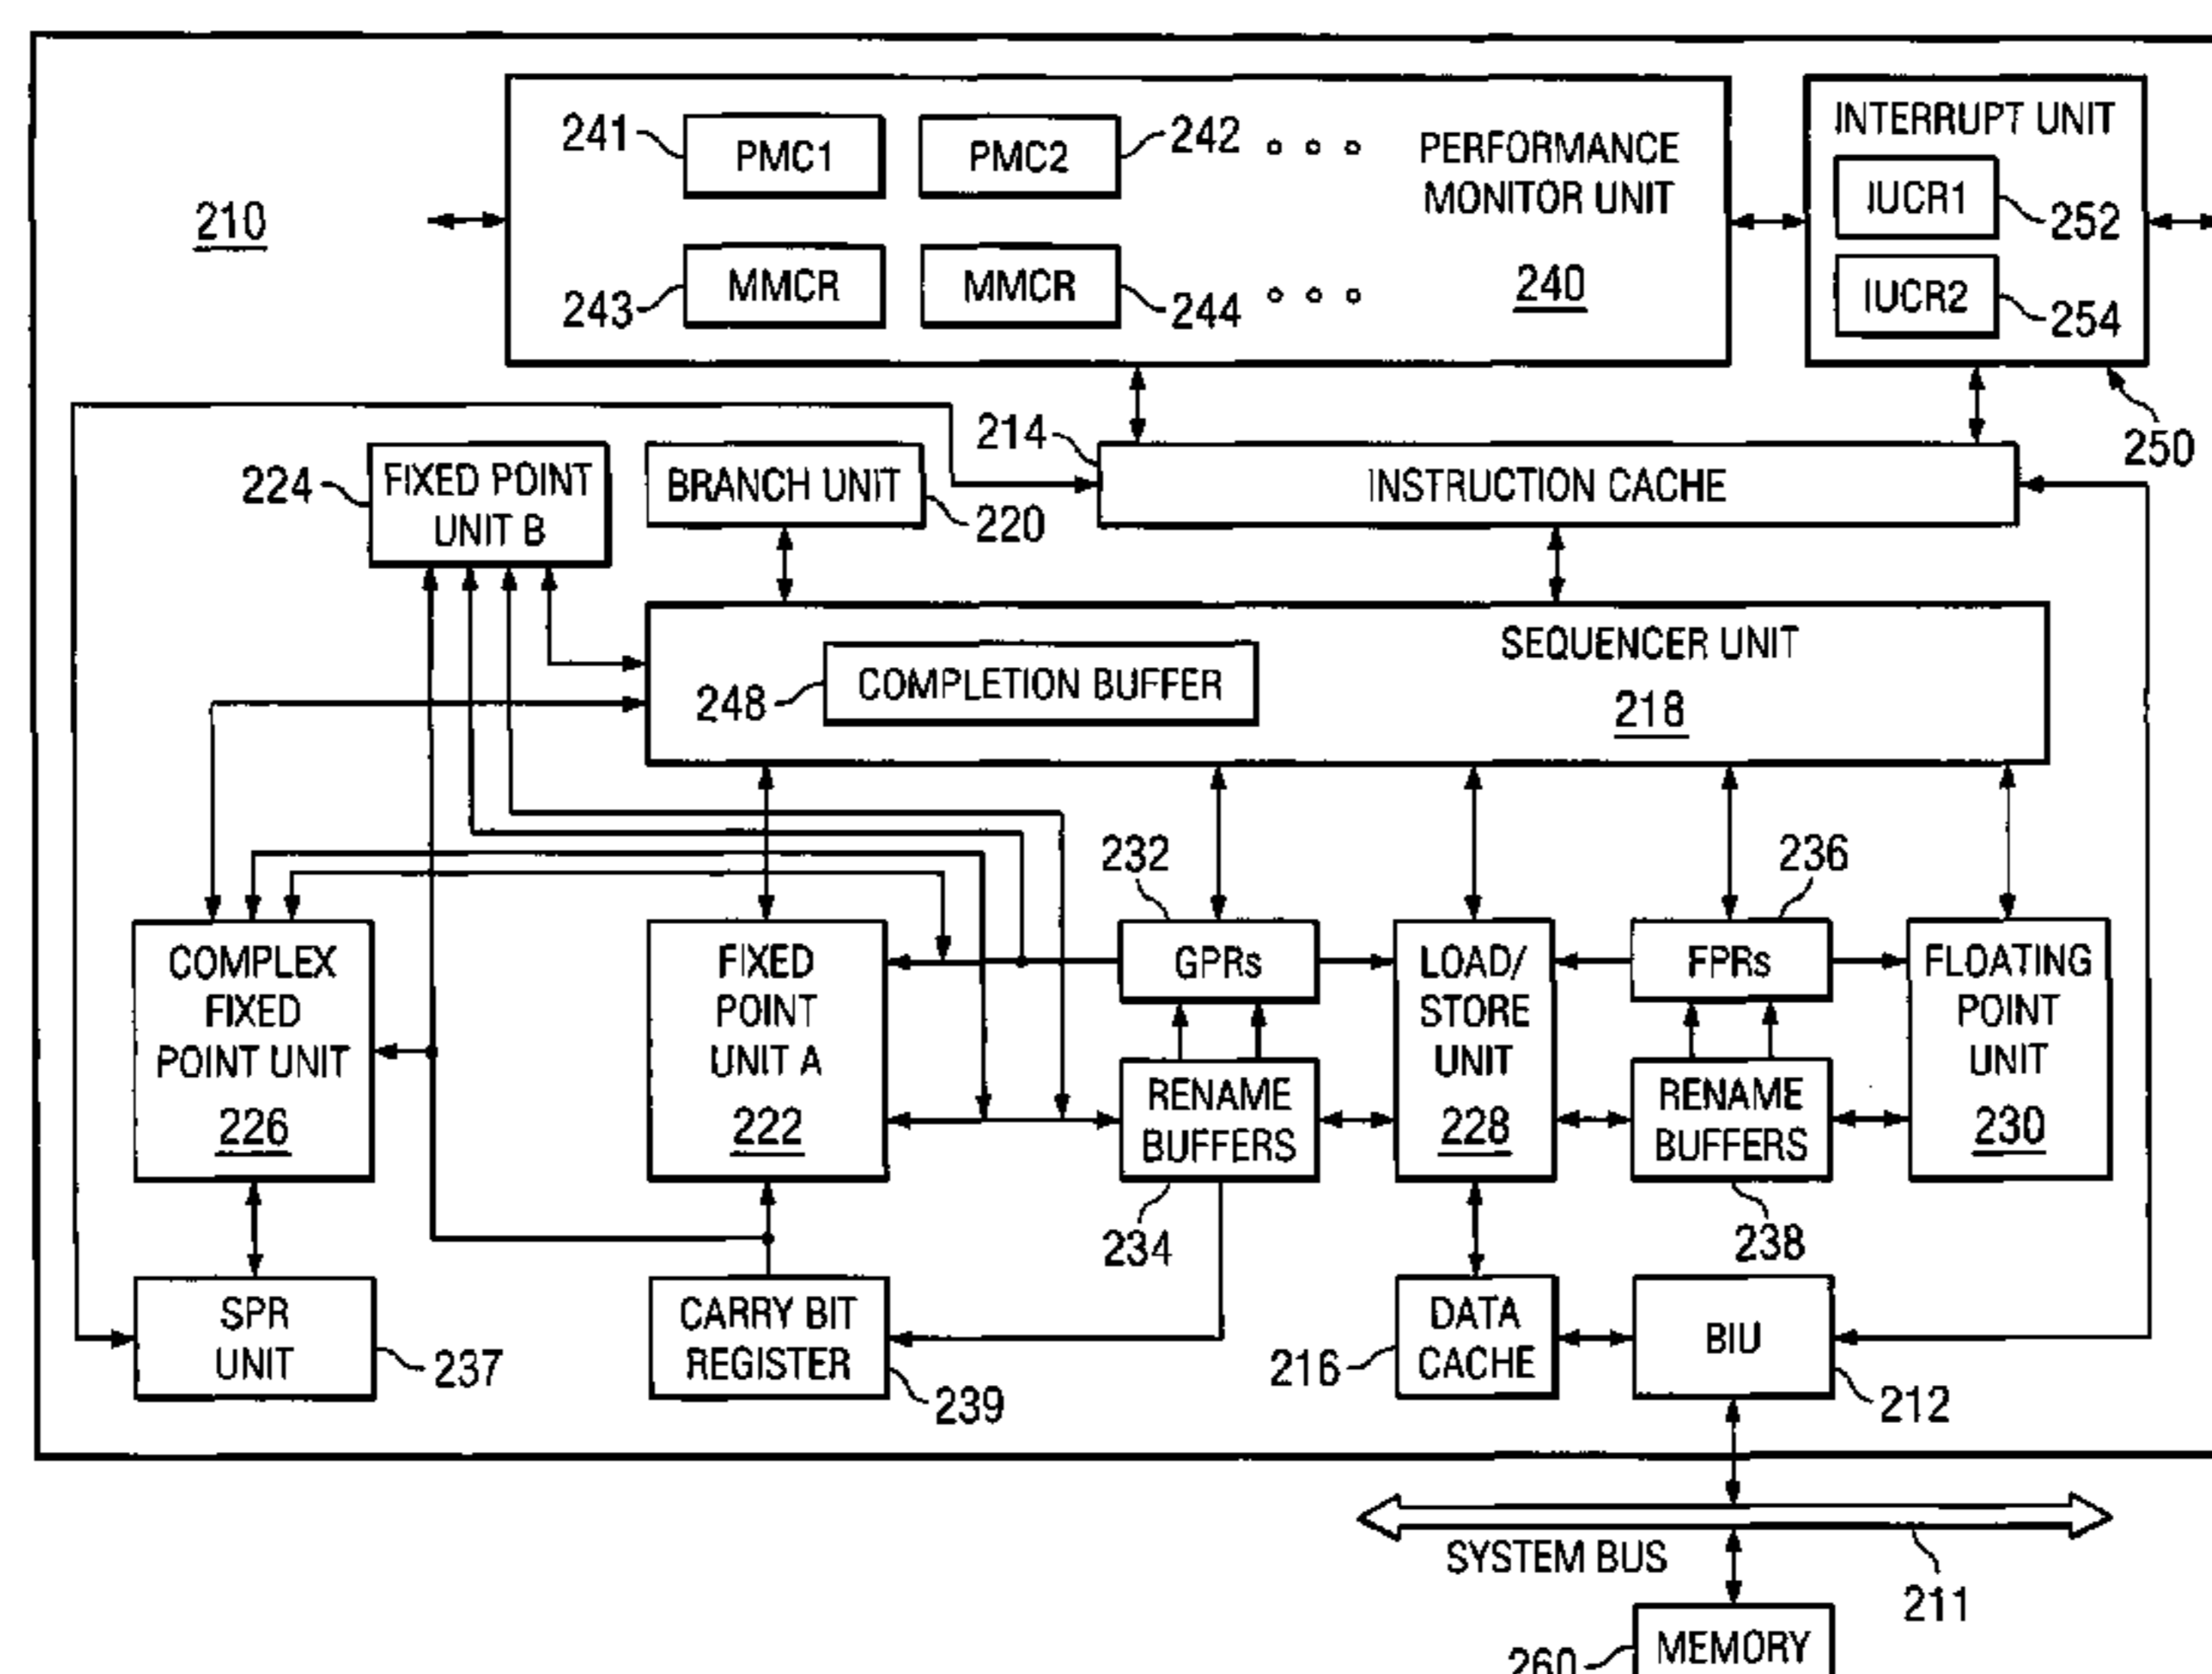 INTERRUPT UNIT
241 PMC1 PMC2 242 PERFORMANCE
MONITOR UNIT
IUCR1 252
210
243 MMCR MMCR 244 240
IUCR2 254
214
250
224 FIXED POINT
UNIT B
BRANCH UNIT
220
INSTRUCTION CACHE
SEQUENCER UNIT
248 COMPLETION BUFFER
218
232
236
COMPLEX
FIXED
POINT UNIT
226
FIXED
POINT
UNIT A
222
GPRs
LOAD/
STORE
UNIT
228
FPRs
FLOATING
POINT
UNIT
230
RENAME
BUFFERS
RENAME
BUFFERS
234
238
SPR
UNIT
237
CARRY BIT
REGISTER
239
216
DATA
CACHE
BIU
212
SYSTEM BUS
211
260
MEMORY